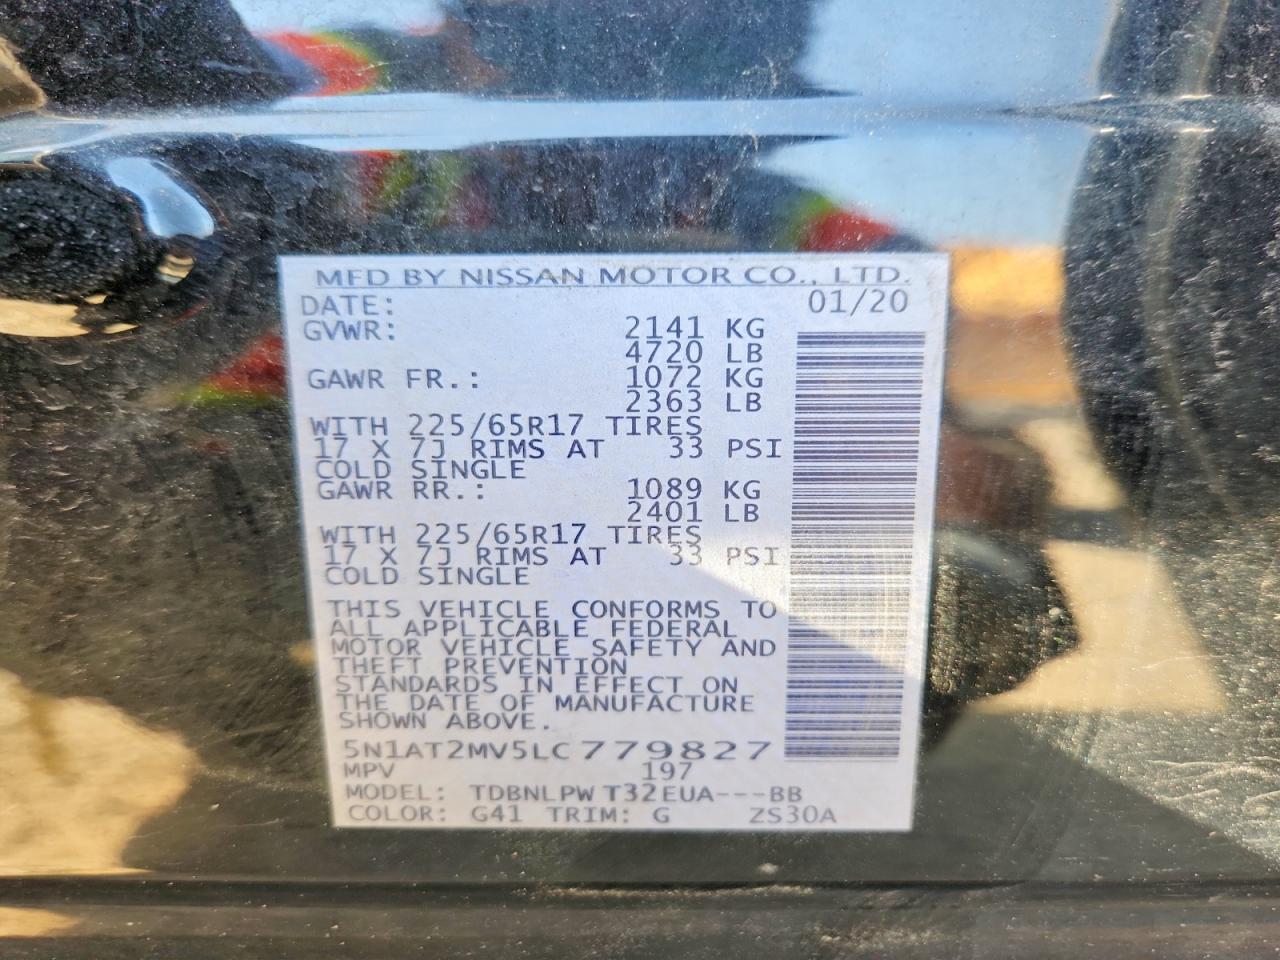 MFD BY NISSAN MOTOR CO., LTD.
DATE: 01/20
GVWR: 2141 KG
4720 LB
GAWR FR.: 1072 KG
2363 LB
WITH 225/65R17 TIRES
17 X 7J RIMS AT 33 PSI
COLD SINGLE
GAWR RR.: 1089 KG
2401 LB
WITH 225/65R17 TIRES
17 X 7J RIMS AT 33 PSI
COLD SINGLE
THIS VEHICLE CONFORMS TO
ALL APPLICABLE FEDERAL
MOTOR VEHICLE SAFETY AND
THEFT PREVENTION
STANDARDS IN EFFECT ON
THE DATE OF MANUFACTURE
SHOWN ABOVE.
5N1AT2MV5LC779827
MPV 197
MODEL: TDBNLPW T32EUA---BB
COLOR: G41 TRIM: G ZS30A